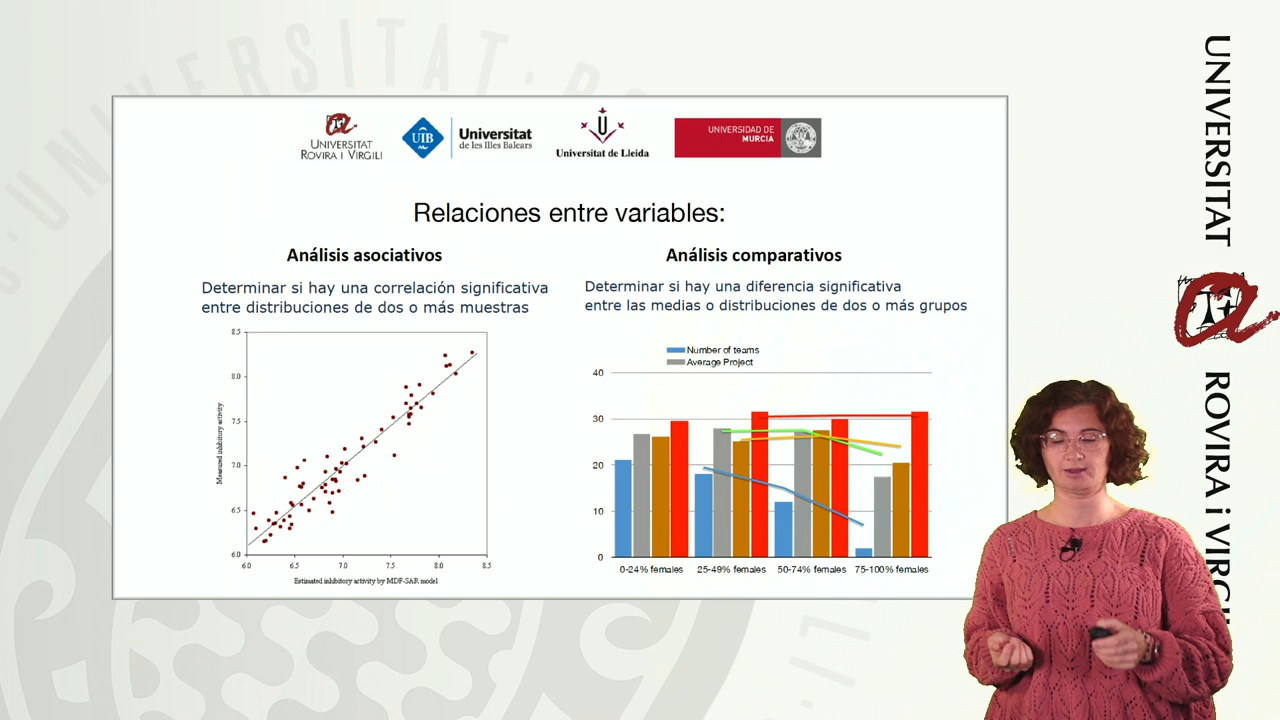 UNIVERSITAT
ROVIRA I VIRGILI
UIB
Universitat
de les Illes Balears
U
Universitat de Lleida
UNIVERSIDAD DE
MURCIA
Relaciones entre variables:
Análisis asociativos
Determinar si hay una correlación significativa
entre distribuciones de dos o más muestras
8.5
8.0
7.5
7.0
6.5
6.0
Measured inhibitory activity
6.0 6.5 7.0 7.5 8.0 8.5
Estimated inhibitory activity by MDF-SAR model
Análisis comparativos
Determinar si hay una diferencia significativa
entre las medias o distribuciones de dos o más grupos
Number of teams
Average Project
40
30
20
10
0
0-24% females 25-49% females 50-74% females 75-100% females
UNIVERSITAT
ROVIRA i VIRGILI
UNIVERSITAT